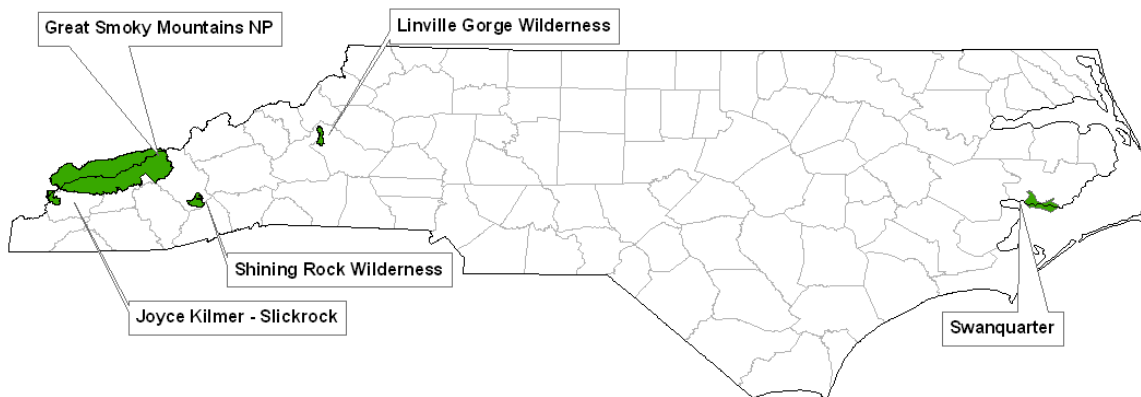 Great Smoky Mountains NP
Linville Gorge Wilderness
Shining Rock Wilderness
Joyce Kilmer - Slickrock
Swanquarter